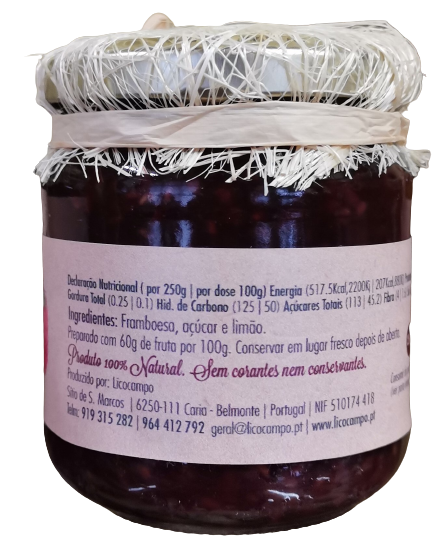 Declaração Nutricional ( por 250g | por dose 100g) Energia (517.5Kcal,2200Kj | 207Kcal,
Gordura Total (0.25 | 0.1) Hid. de Carbono (125 | 50) Açúcares Totais (113 | 45.2) Fibra
Ingredientes: Framboesa, açúcar e limão.
Preparado com 60g de fruta por 100g. Conservar em lugar fresco depois de aberto.
Produto 100% Natural. Sem corantes nem conservantes.
Produzido por: Licocampo
Sítio de S. Marcos | 6250-111 Caria - Belmonte | Portugal | NIF 510174 418
Telm: 919 315 282 | 964 412 792 geral@licocampo.pt | www.licocampo.pt